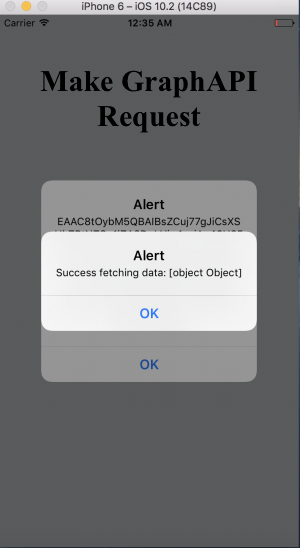 iPhone 6 – iOS 10.2 (14C89)
Carrier 12:35 AM
Make GraphAPI
Request
Alert
EAAC8tOybM5QBAIBsZCuj77gJiCsXS
Alert
Success fetching data: [object Object]
OK
OK